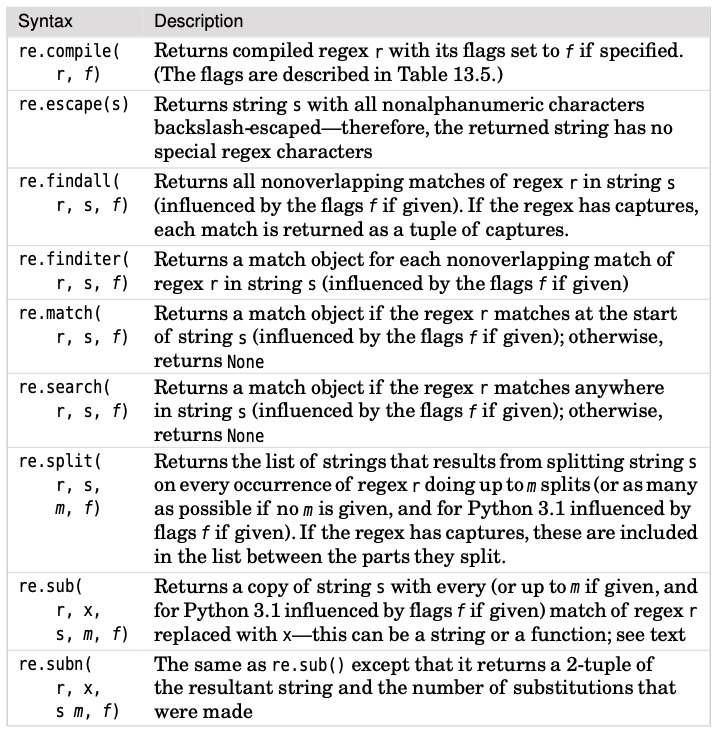 Syntax Description
re.compile( Returns compiled regex r with its flags set to f if specified.
r, f) (The flags are described in Table 13.5.)
re.escape(s) Returns string s with all nonalphanumeric characters
backslash-escaped—therefore, the returned string has no
special regex characters
re.findall( Returns all nonoverlapping matches of regex r in string s
r, s, f) (influenced by the flags f if given). If the regex has captures,
each match is returned as a tuple of captures.
re.finditer( Returns a match object for each nonoverlapping match of
r, s, f) regex r in string s (influenced by the flags f if given)
re.match( Returns a match object if the regex r matches at the start
r, s, f) of string s (influenced by the flags f if given); otherwise,
returns None
re.search( Returns a match object if the regex r matches anywhere
r, s, f) in string s (influenced by the flags f if given); otherwise,
returns None
re.split( Returns the list of strings that results from splitting string s
r, s, on every occurrence of regex r doing up to m splits (or as many
m, f) as possible if no m is given, and for Python 3.1 influenced by
flags f if given). If the regex has captures, these are included
in the list between the parts they split.
re.sub( Returns a copy of string s with every (or up to m if given, and
r, x, for Python 3.1 influenced by flags f if given) match of regex r
s, m, f) replaced with x—this can be a string or a function; see text
re.subn( The same as re.sub() except that it returns a 2-tuple of
r, x, the resultant string and the number of substitutions that
s m, f) were made